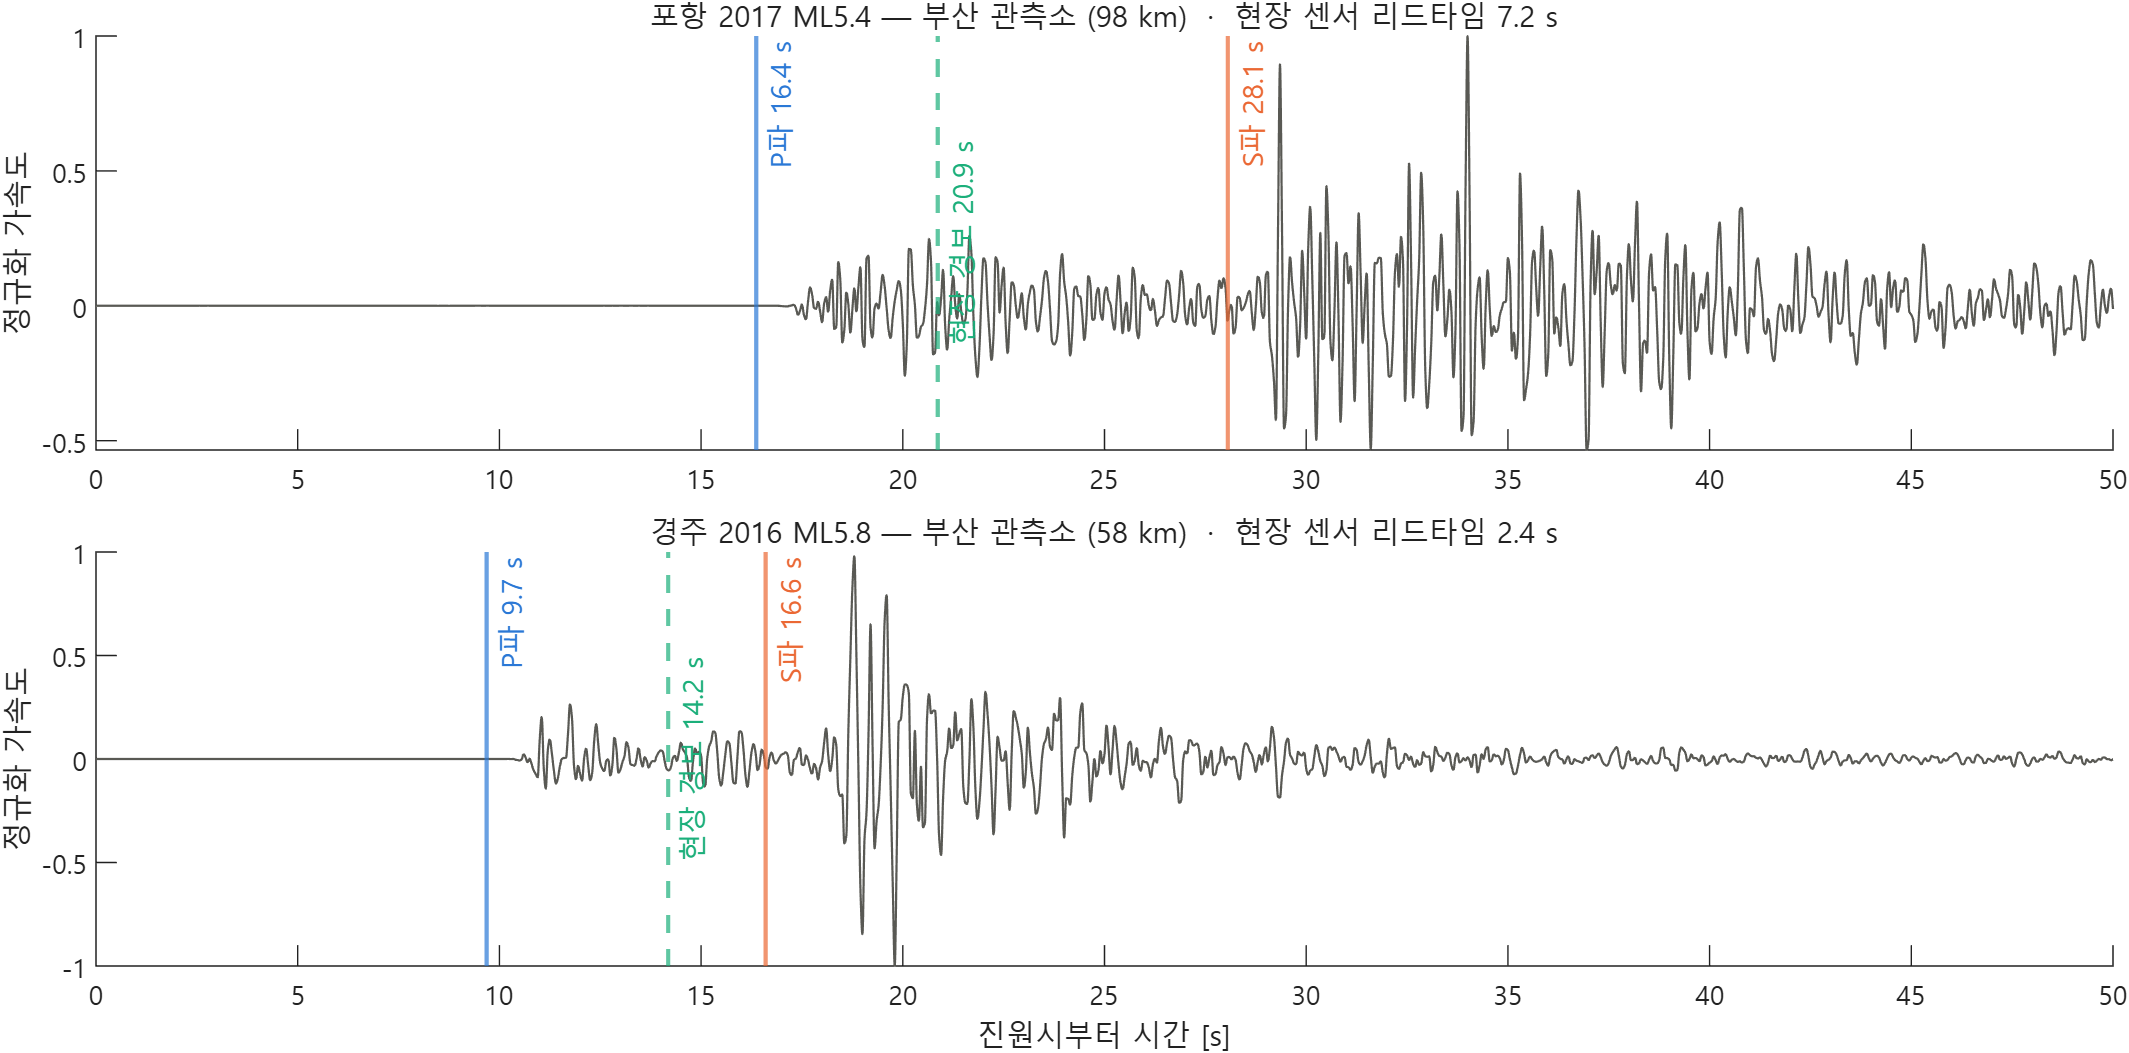 포항 2017 ML5.4 — 부산 관측소 (98 km) · 현장 센서 리드타임 7.2 s
정규화 가속도
1
0.5
0
-0.5
P파 16.4 s
현장 경보 20.9 s
S파 28.1 s
0 5 10 15 20 25 30 35 40 45 50
경주 2016 ML5.8 — 부산 관측소 (58 km) · 현장 센서 리드타임 2.4 s
정규화 가속도
1
0.5
0
-0.5
-1
P파 9.7 s
현장 경보 14.2 s
S파 16.6 s
0 5 10 15 20 25 30 35 40 45 50
진원시부터 시간 [s]